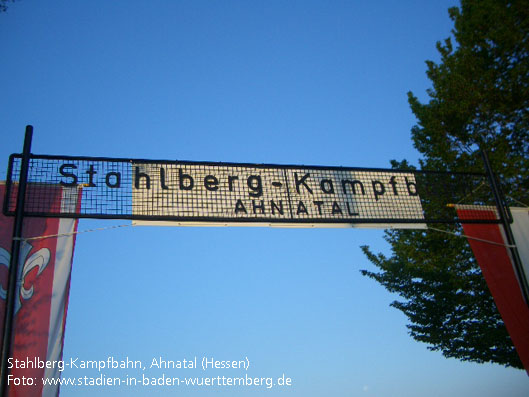 Stahlberg-Kampfb
AHNATAL
Stahlberg-Kampfbahn, Ahnatal (Hessen)
Foto: www.stadien-in-baden-wuerttemberg.de